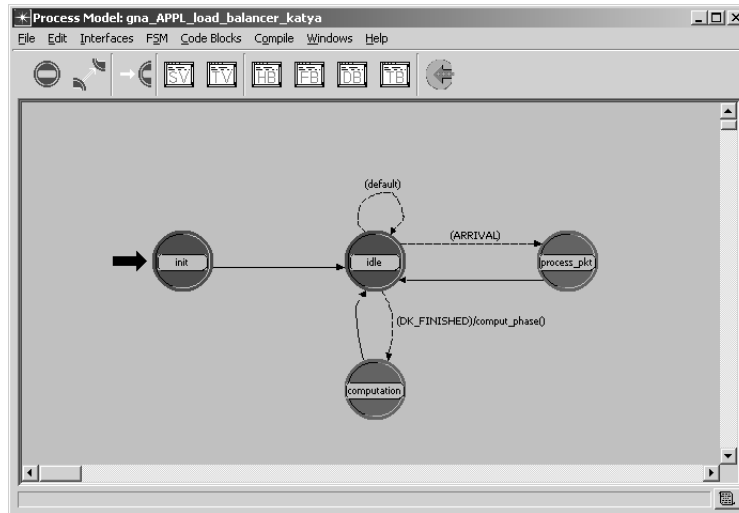 Process Model: gna_APPL_load_balancer_katya
File Edit Interfaces FSM Code Blocks Compile Windows Help
SV TV HB FB DB TB
(default)
(ARRIVAL)
init
idle
process_pkt
(DK_FINISHED)/comput_phase()
computation